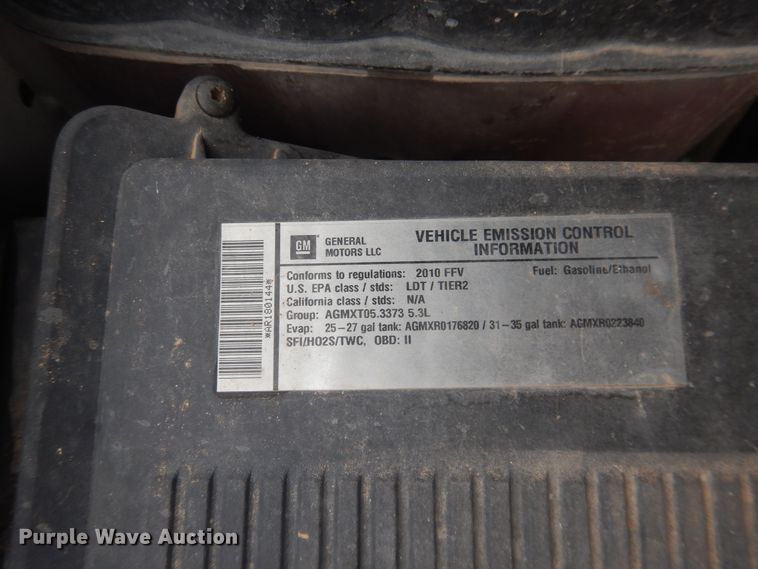 GM
GENERAL
MOTORS LLC
VEHICLE EMISSION CONTROL
INFORMATION
Conforms to regulations: 2010 FFV Fuel: Gasoline/Ethanol
U.S. EPA class / stds: LDT / TIER2
California class / stds: N/A
Group: AGMXT05.3373 5.3L
Evap: 25-27 gal tank: AGMXR0176820 / 31-35 gal tank: AGMXR0223840
SFI/HO2S/TWC, OBD: II
*AR180144*
Purple Wave Auction